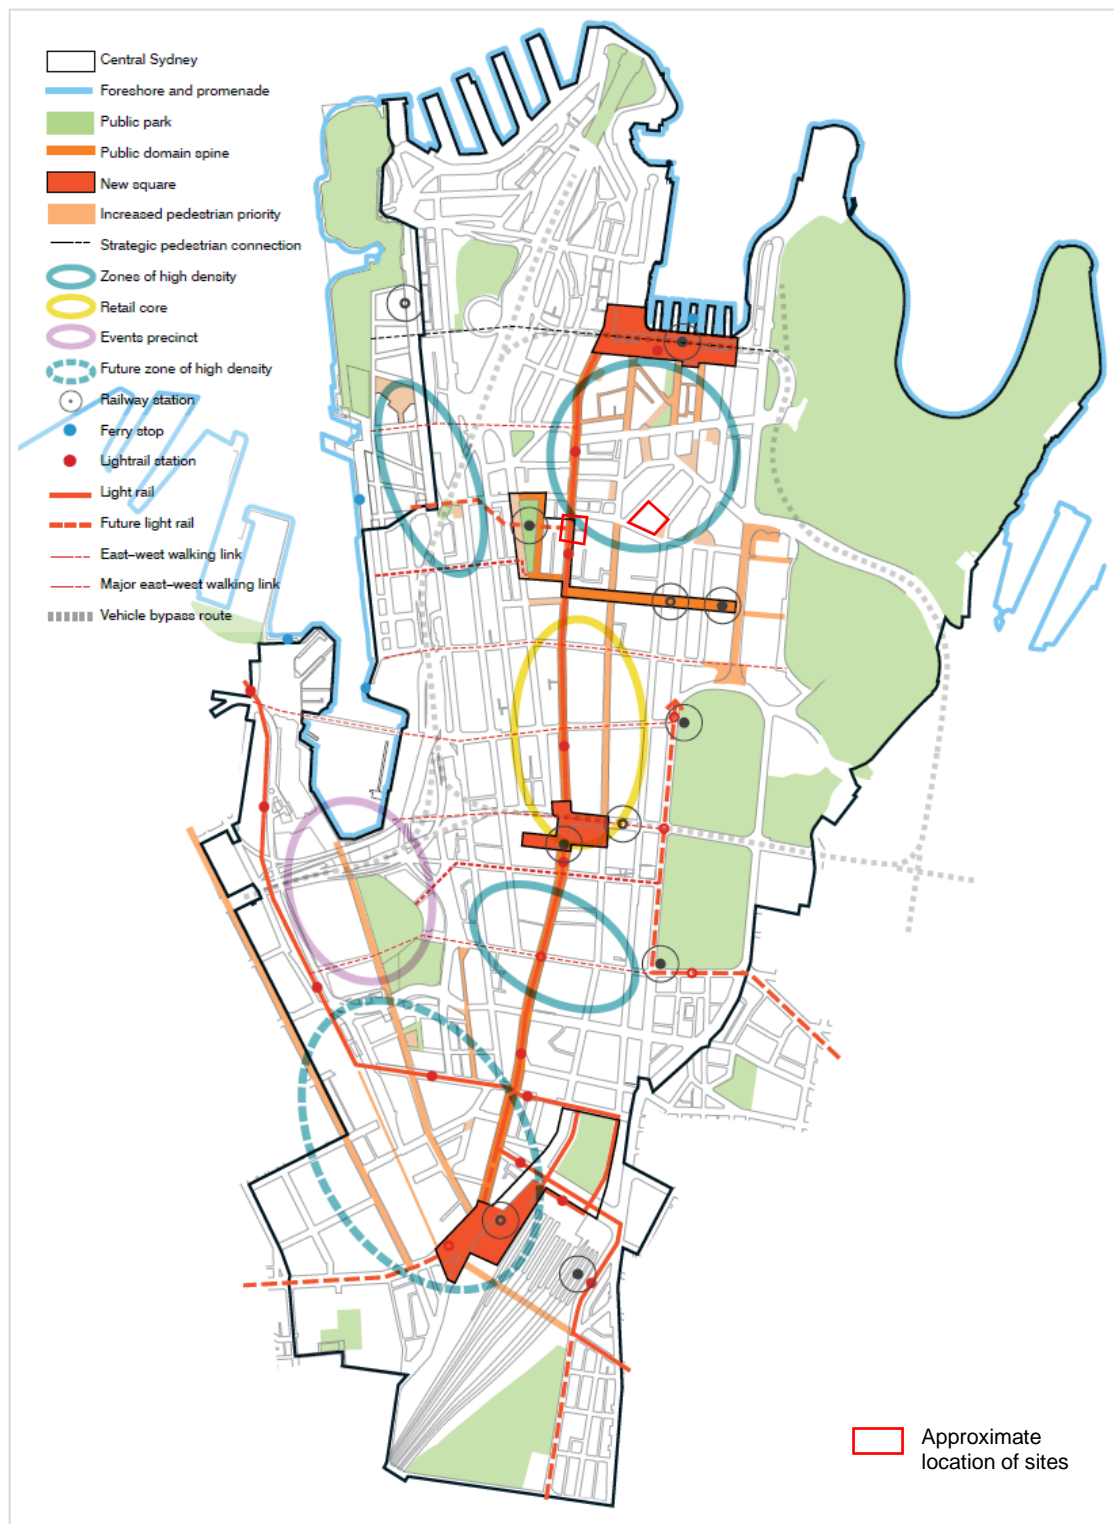 Central Sydney
Foreshore and promenade
Public park
Public domain spine
New square
Increased pedestrian priority
Strategic pedestrian connection
Zones of high density
Retail core
Events precinct
Future zone of high density
Railway station
Ferry stop
Lightrail station
Light rail
Future light rail
East–west walking link
Major east–west walking link
Vehicle bypass route
Approximate
location of sites